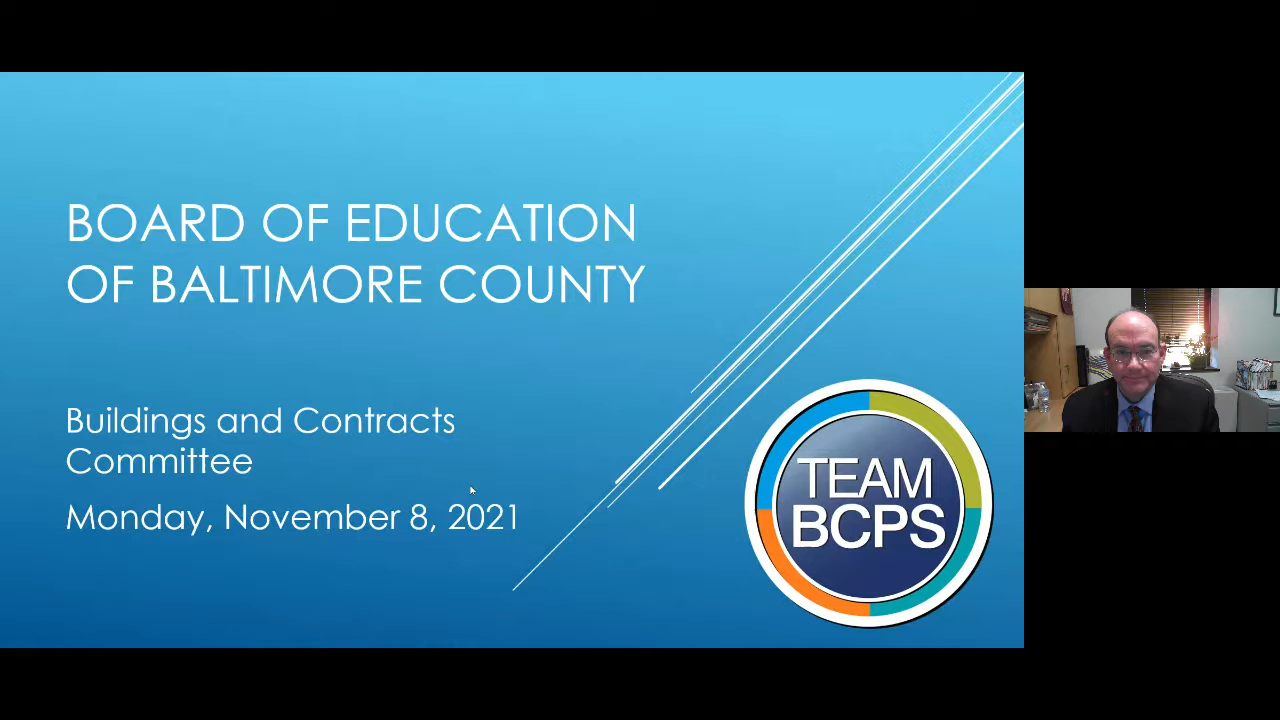 BOARD OF EDUCATION
OF BALTIMORE COUNTY
Buildings and Contracts
Committee
Monday, November 8, 2021
TEAM
BCPS